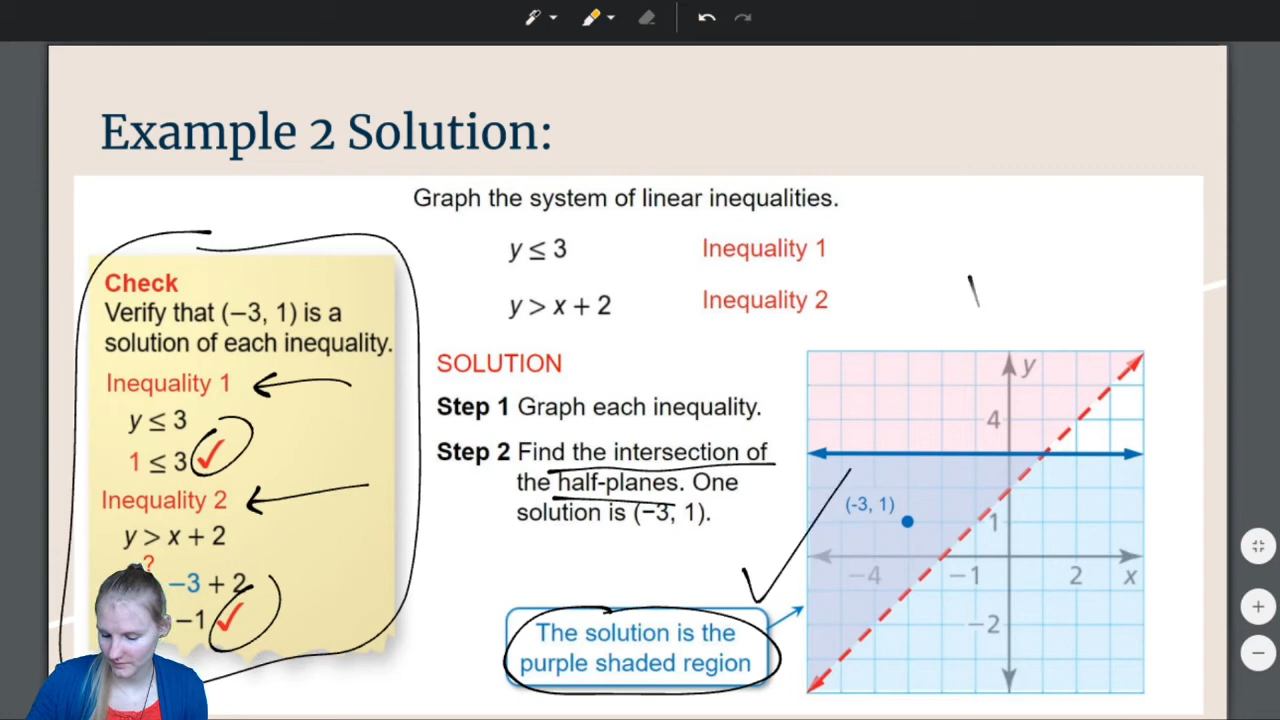 Example 2 Solution:
Graph the system of linear inequalities.
y ≤ 3 Inequality 1
y > x + 2 Inequality 2
Check
Verify that (−3, 1) is a
solution of each inequality.
Inequality 1
y ≤ 3
1 ≤ 3 ✓
Inequality 2
y > x + 2
?
−3 + 2
−1 ✓
SOLUTION
Step 1 Graph each inequality.
Step 2 Find the intersection of
the half-planes. One
solution is (−3, 1).
The solution is the
purple shaded region
y
4
(-3, 1)
1
−4 −1 2 x
−2